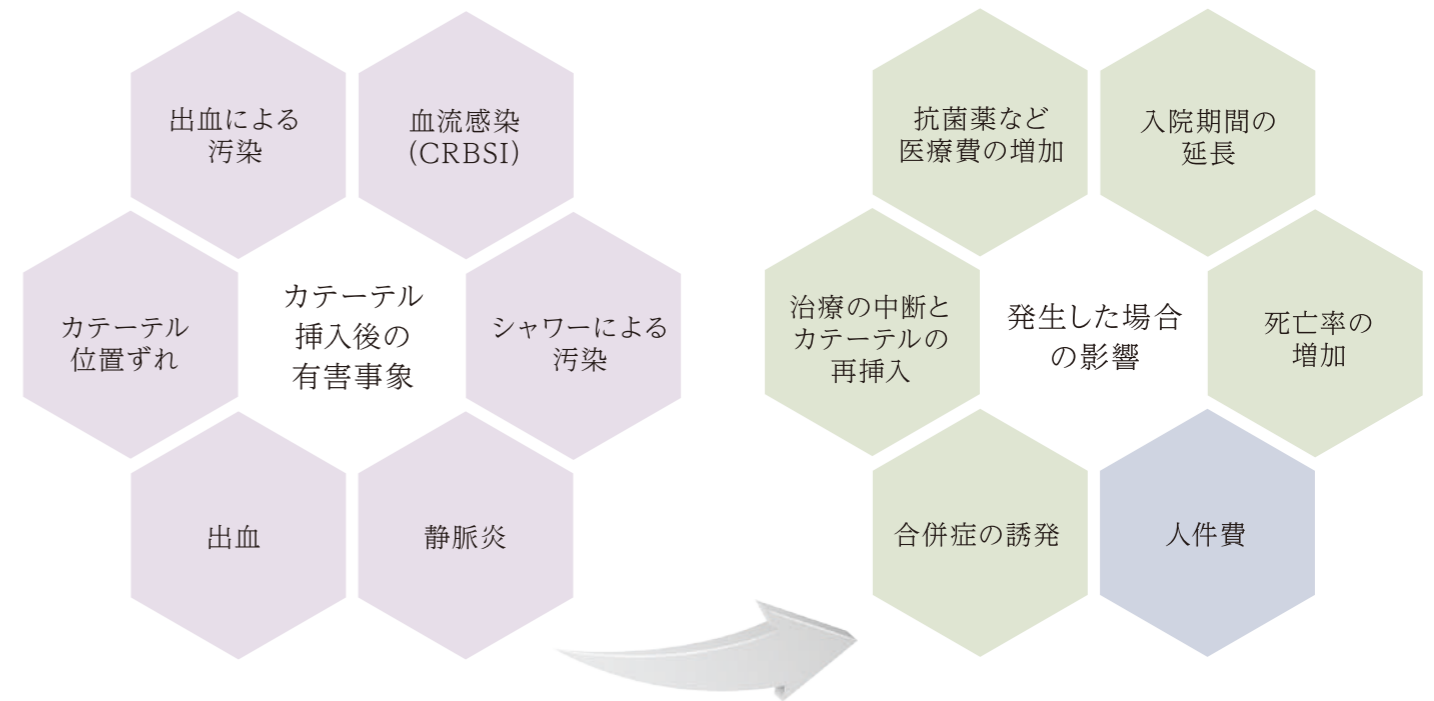 出血による
汚染
血流感染
(CRBSI)
カテーテル
位置ずれ
カテーテル
挿入後の
有害事象
シャワーによる
汚染
出血
静脈炎
抗菌薬など
医療費の増加
入院期間の
延長
治療の中断と
カテーテルの
再挿入
発生した場合
の影響
死亡率の
増加
合併症の誘発
人件費